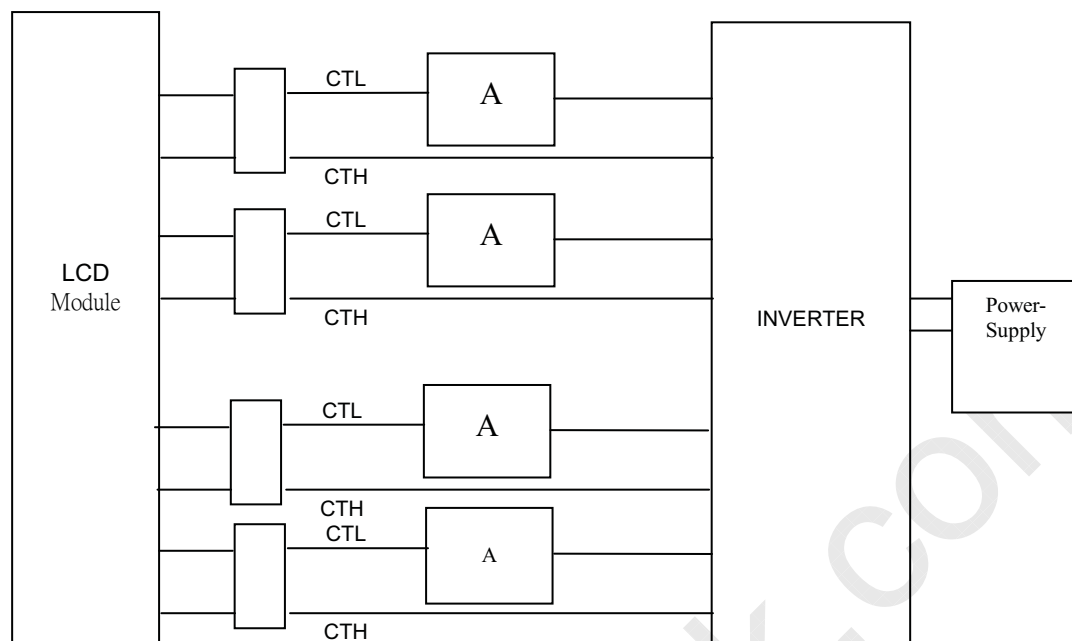 CTL
A
CTH
CTL
A
LCD
Module
CTH
INVERTER
Power-
Supply
CTL
A
CTH
CTL
A
CTH